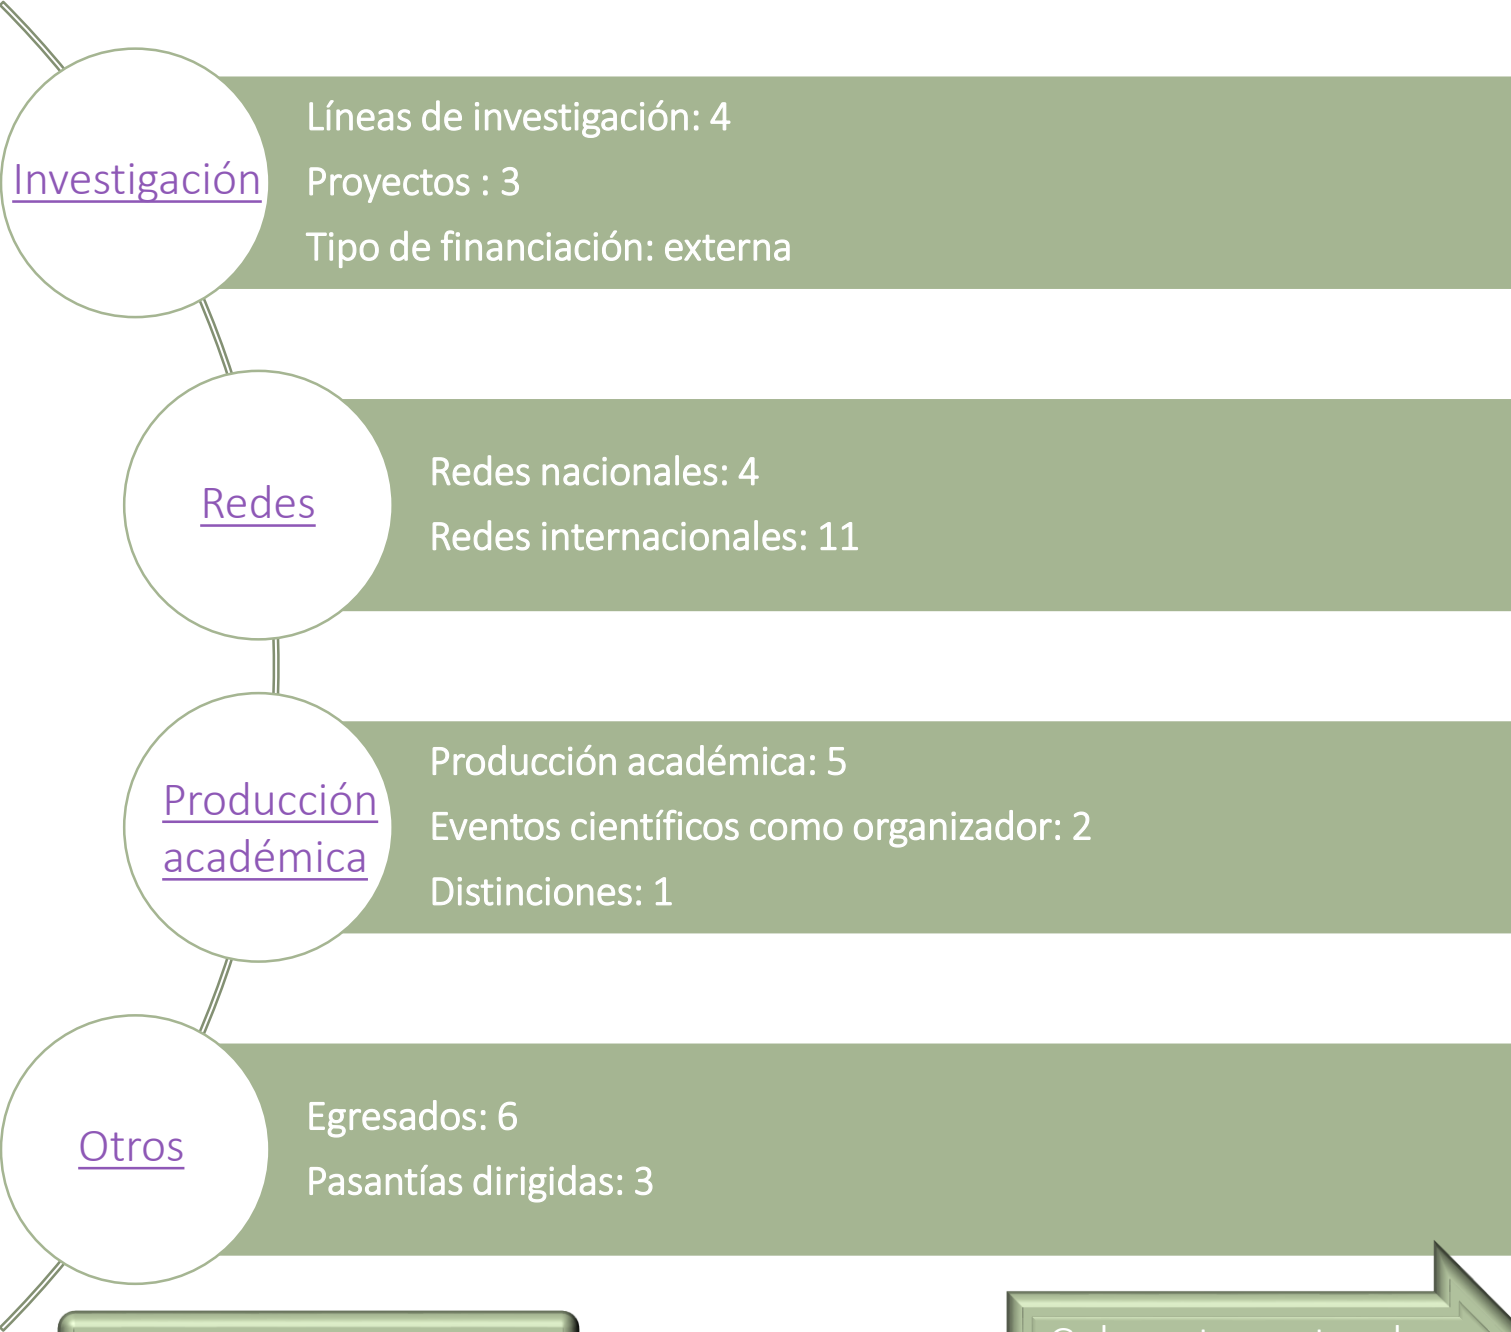 Investigación
Líneas de investigación: 4
Proyectos : 3
Tipo de financiación: externa
Redes
Redes nacionales: 4
Redes internacionales: 11
Producción
académica
Producción académica: 5
Eventos científicos como organizador: 2
Distinciones: 1
Otros
Egresados: 6
Pasantías dirigidas: 3